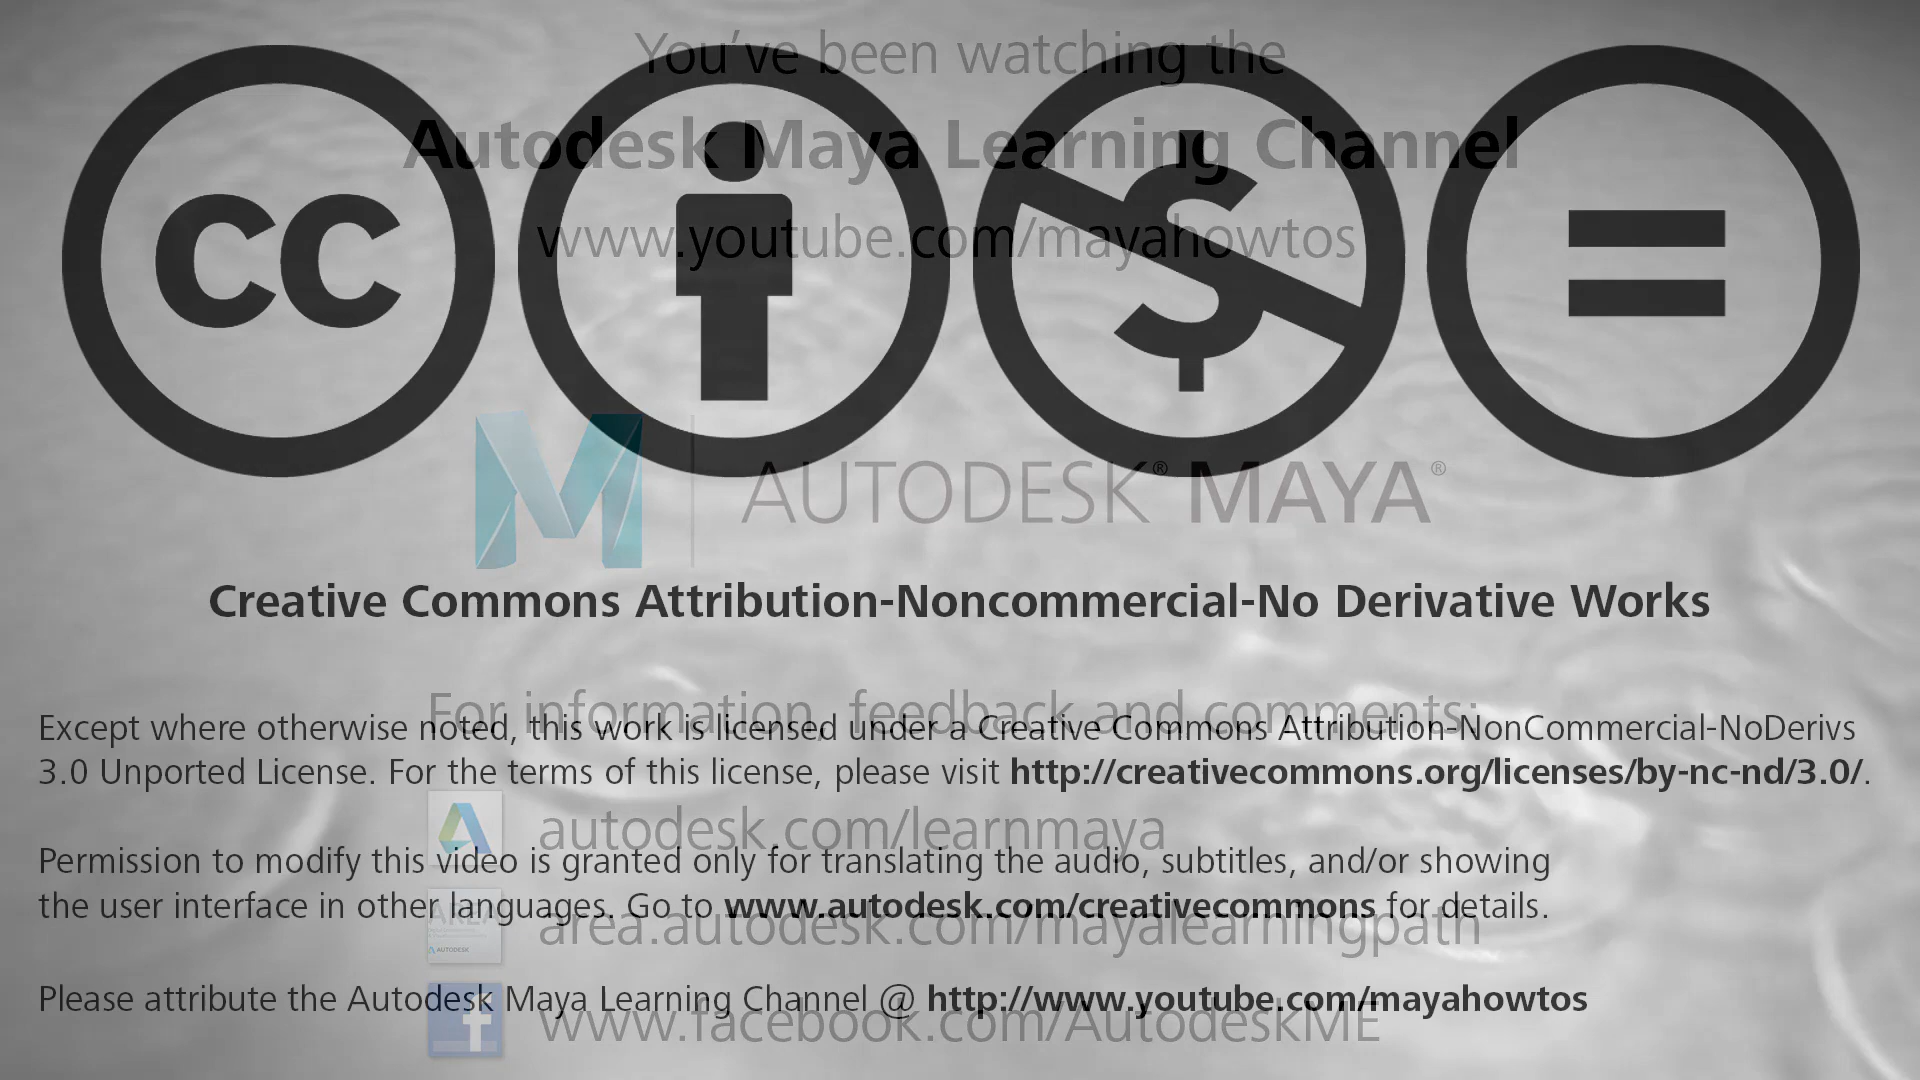 You've been watching the
Autodesk Maya Learning Channel
www.youtube.com/mayahowtos
cc
$
=
AUTODESK® MAYA®
Creative Commons Attribution-Noncommercial-No Derivative Works
For information, feedback and comments:
Except where otherwise noted, this work is licensed under a Creative Commons Attribution-NonCommercial-NoDerivs
3.0 Unported License. For the terms of this license, please visit http://creativecommons.org/licenses/by-nc-nd/3.0/.
autodesk.com/learnmaya
Permission to modify this video is granted only for translating the audio, subtitles, and/or showing
the user interface in other languages. Go to www.autodesk.com/creativecommons for details.
AREA
AUTODESK
area.autodesk.com/mayalearningpath
Please attribute the Autodesk Maya Learning Channel @ http://www.youtube.com/mayahowtos
f
www.facebook.com/AutodeskME